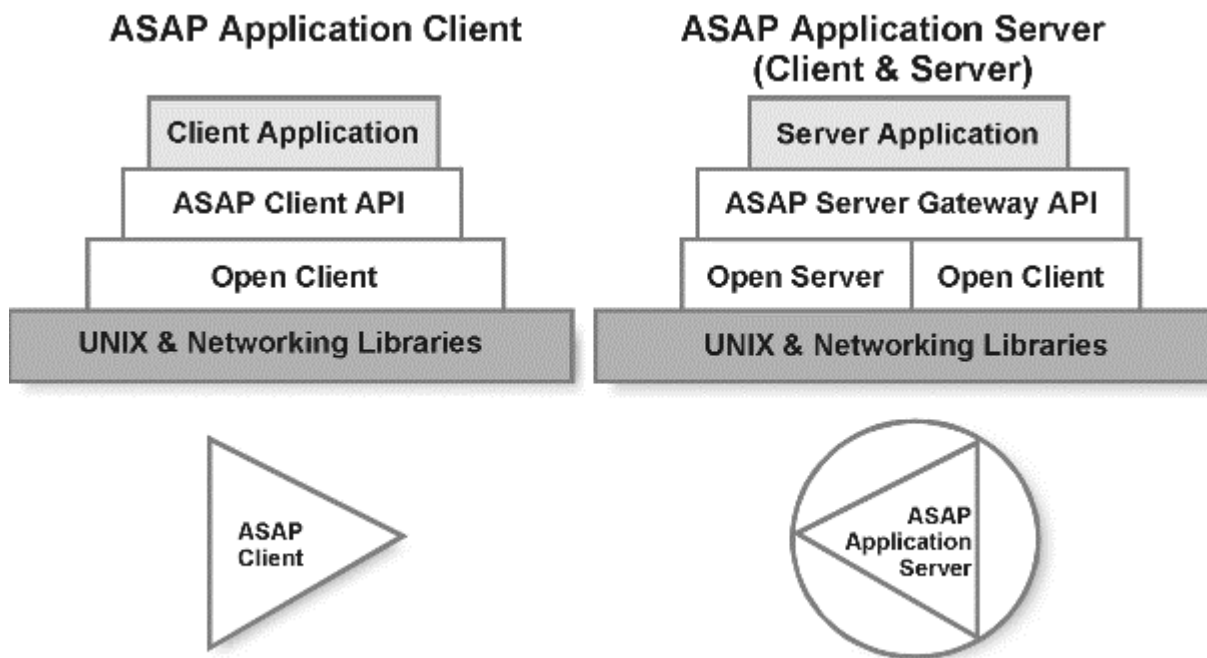 ASAP Application Client
Client Application
ASAP Client API
Open Client
UNIX & Networking Libraries
ASAP
Client
ASAP Application Server
(Client & Server)
Server Application
ASAP Server Gateway API
Open Server
Open Client
UNIX & Networking Libraries
ASAP
Application
Server